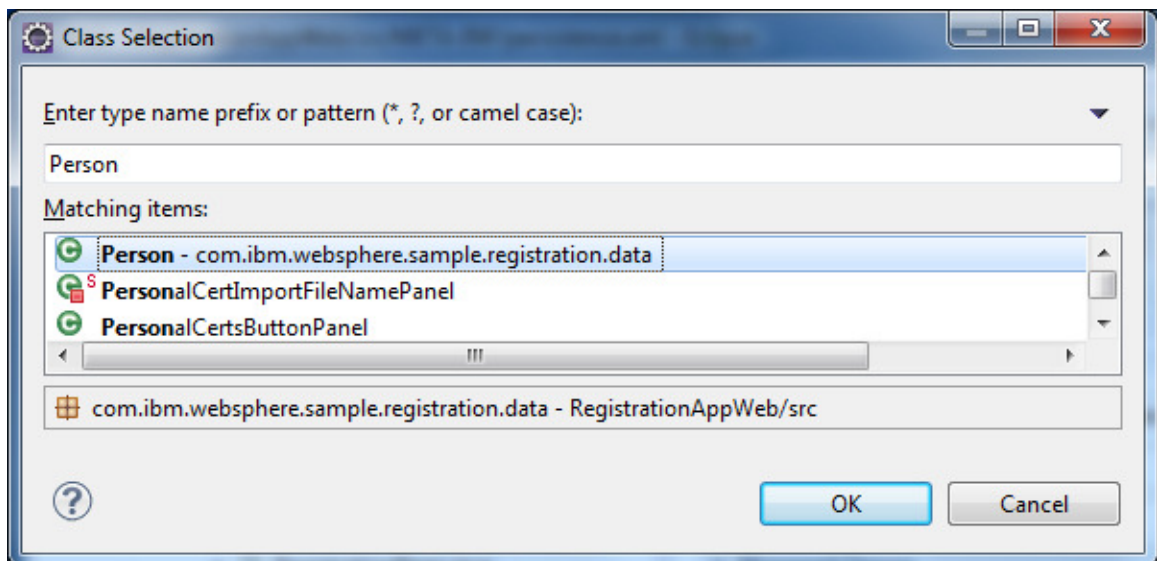 Class Selection
Enter type name prefix or pattern (*, ?, or camel case):
Person
Matching items:
Person - com.ibm.websphere.sample.registration.data
S PersonalCertImportFileNamePanel
PersonalCertsButtonPanel
com.ibm.websphere.sample.registration.data - RegistrationAppWeb/src
OK Cancel